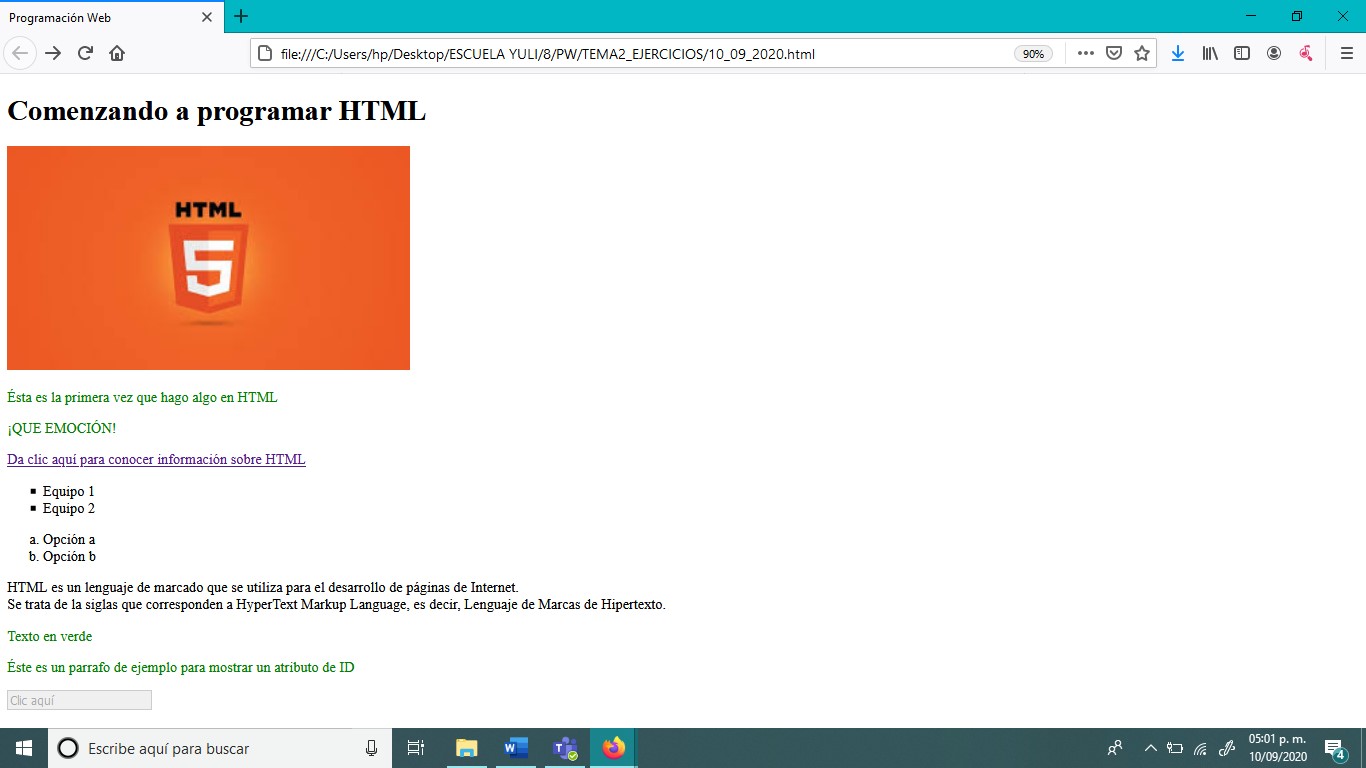 Programación Web
file:///C:/Users/hp/Desktop/ESCUELA YULI/8/PW/TEMA2_EJERCICIOS/10_09_2020.html
90%
Comenzando a programar HTML
HTML
5
Ésta es la primera vez que hago algo en HTML
¡QUE EMOCIÓN!
Da clic aquí para conocer información sobre HTML
Equipo 1
Equipo 2
a. Opción a
b. Opción b
HTML es un lenguaje de marcado que se utiliza para el desarrollo de páginas de Internet.
Se trata de la siglas que corresponden a HyperText Markup Language, es decir, Lenguaje de Marcas de Hipertexto.
Texto en verde
Éste es un parrafo de ejemplo para mostrar un atributo de ID
Clic aquí
Escribe aquí para buscar
05:01 p. m.
10/09/2020
4